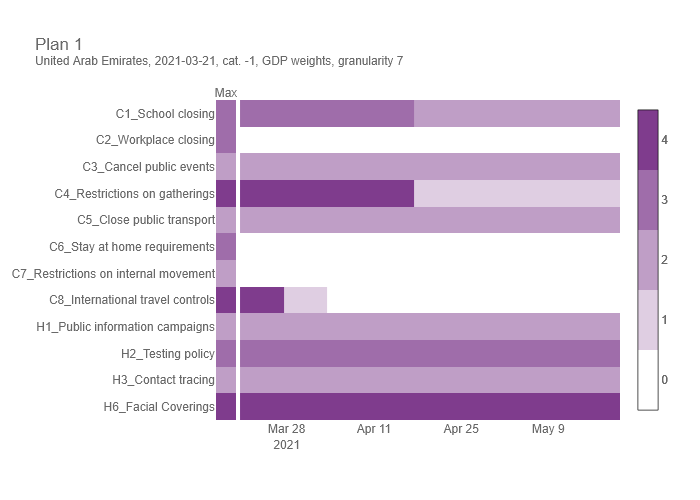 Plan 1
United Arab Emirates, 2021-03-21, cat. -1, GDP weights, granularity 7
Max
C1_School closing
C2_Workplace closing
C3_Cancel public events
C4_Restrictions on gatherings
C5_Close public transport
C6_Stay at home requirements
C7_Restrictions on internal movement
C8_International travel controls
H1_Public information campaigns
H2_Testing policy
H3_Contact tracing
H6_Facial Coverings
Mar 28 Apr 11 Apr 25 May 9
2021
4
3
2
1
0